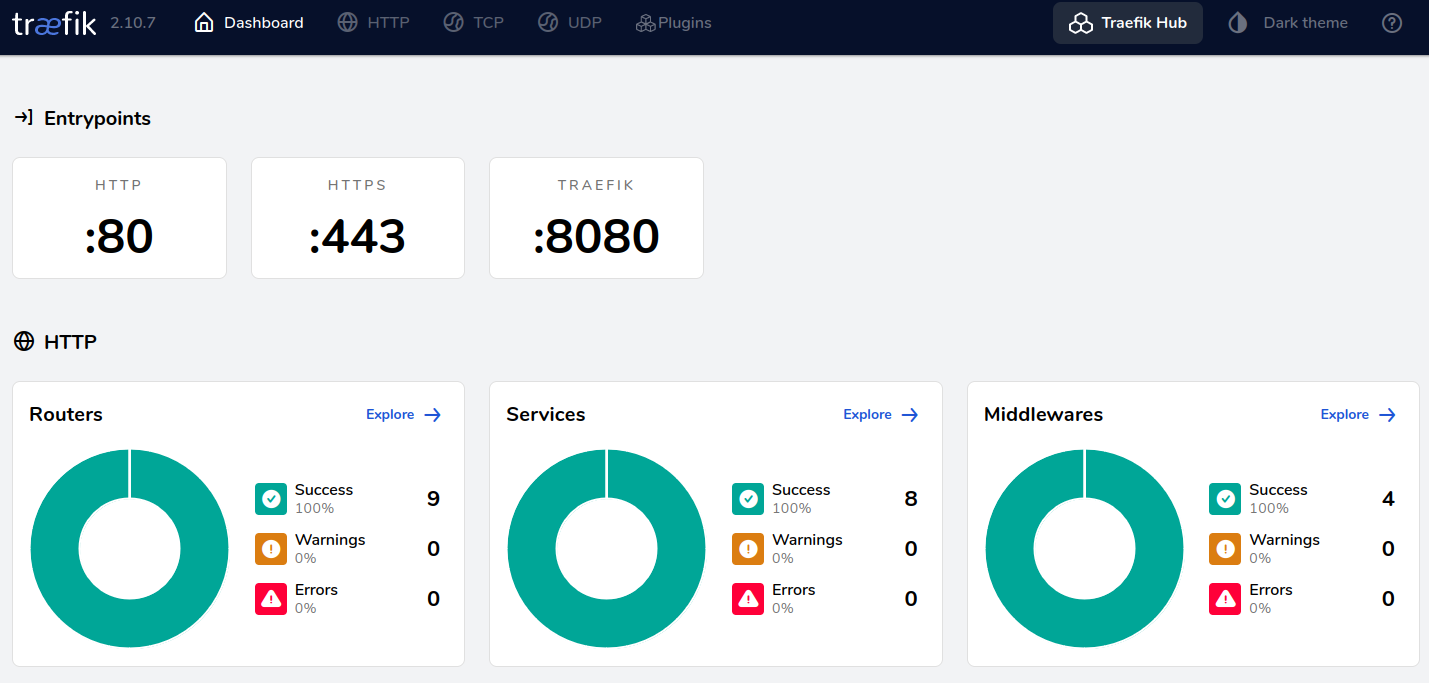 træfik 2.10.7 Dashboard HTTP TCP UDP Plugins Traefik Hub Dark theme
Entrypoints
HTTP
:80
HTTPS
:443
TRAEFIK
:8080
HTTP
Routers Explore
Success 9
100%
Warnings 0
0%
Errors 0
0%
Services Explore
Success 8
100%
Warnings 0
0%
Errors 0
0%
Middlewares Explore
Success 4
100%
Warnings 0
0%
Errors 0
0%